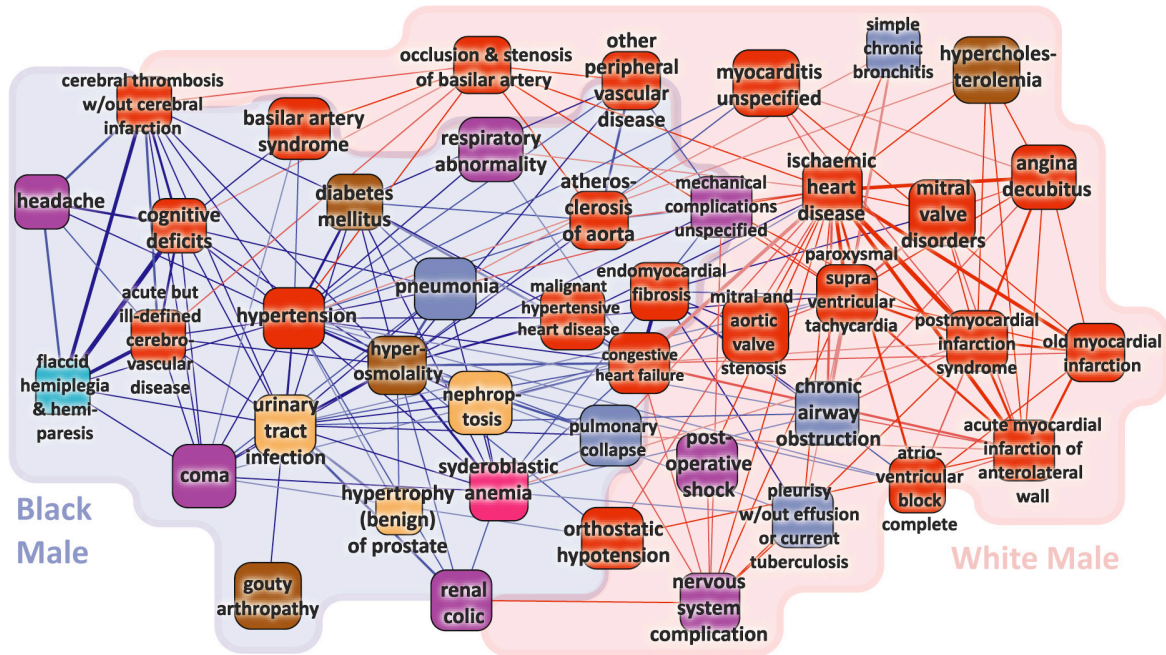 simple
chronic
bronchitis
hypercholes-
terolemia
other
peripheral
vascular
disease
occlusion & stenosis
of basilar artery
myocarditis
unspecified
cerebral thrombosis
w/out cerebral
infarction
basilar artery
syndrome
respiratory
abnormality
ischaemic
heart
disease
angina
decubitus
headache
cognitive
deficits
diabetes
mellitus
atheros-
clerosis
of aorta
mechanical
complications
unspecified
mitral
valve
disorders
pneumonia
endomyocardial
fibrosis
paroxysmal
supra-
ventricular
tachycardia
acute but
ill-defined
cerebro
vascular
disease
hypertension
malignant
hypertensive
heart disease
mitral and
aortic
valve
stenosis
postmyocardial
infarction
syndrome
old myocardial
infarction
flaccid
hemiplegia
& hemi-
paresis
hyper-
osmolality
congestive
heart failure
nephrop-
tosis
chronic
airway
obstruction
urinary
tract
infection
pulmonary
collapse
post-
operative
shock
acute myocardial
infarction of
anterolateral
wall
coma
syderoblastic
anemia
atrio-
ventricular
block
complete
Black
Male
hypertrophy
(benign)
of prostate
orthostatic
hypotension
pleurisy
w/out effusion
or current
tuberculosis
White Male
gouty
arthropathy
renal
colic
nervous
system
complication